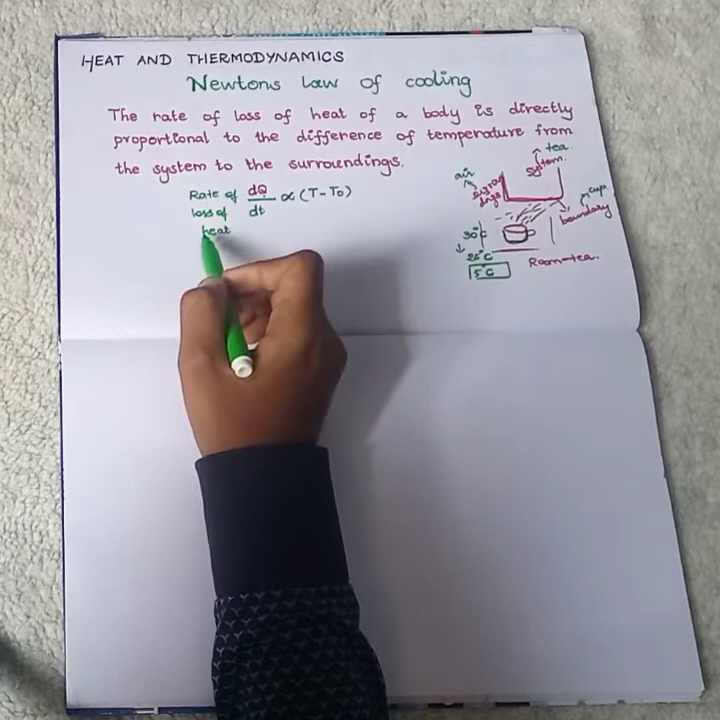 HEAT AND THERMODYNAMICS
Newtons Law of cooling
The rate of loss of heat of a body is directly
proportional to the difference of temperature from
the system to the surroundings.
Rate of dQ/dt ∝ (T-T₀)
loss of
heat
tea
system.
air
cup
boundary
30°C
25°C
5°C
Room-tea.